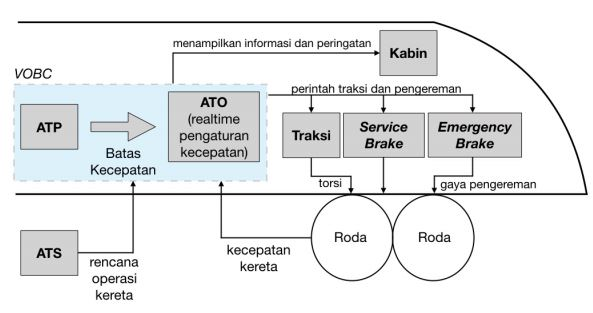 menampilkan informasi dan peringatan
Kabin
VOBC
perintah traksi dan pengereman
ATP
Batas
Kecepatan
ATO
(realtime
pengaturan
kecepatan)
Traksi
Service
Brake
Emergency
Brake
torsi
gaya pengereman
ATS
rencana
operasi
kereta
kecepatan
kereta
Roda
Roda